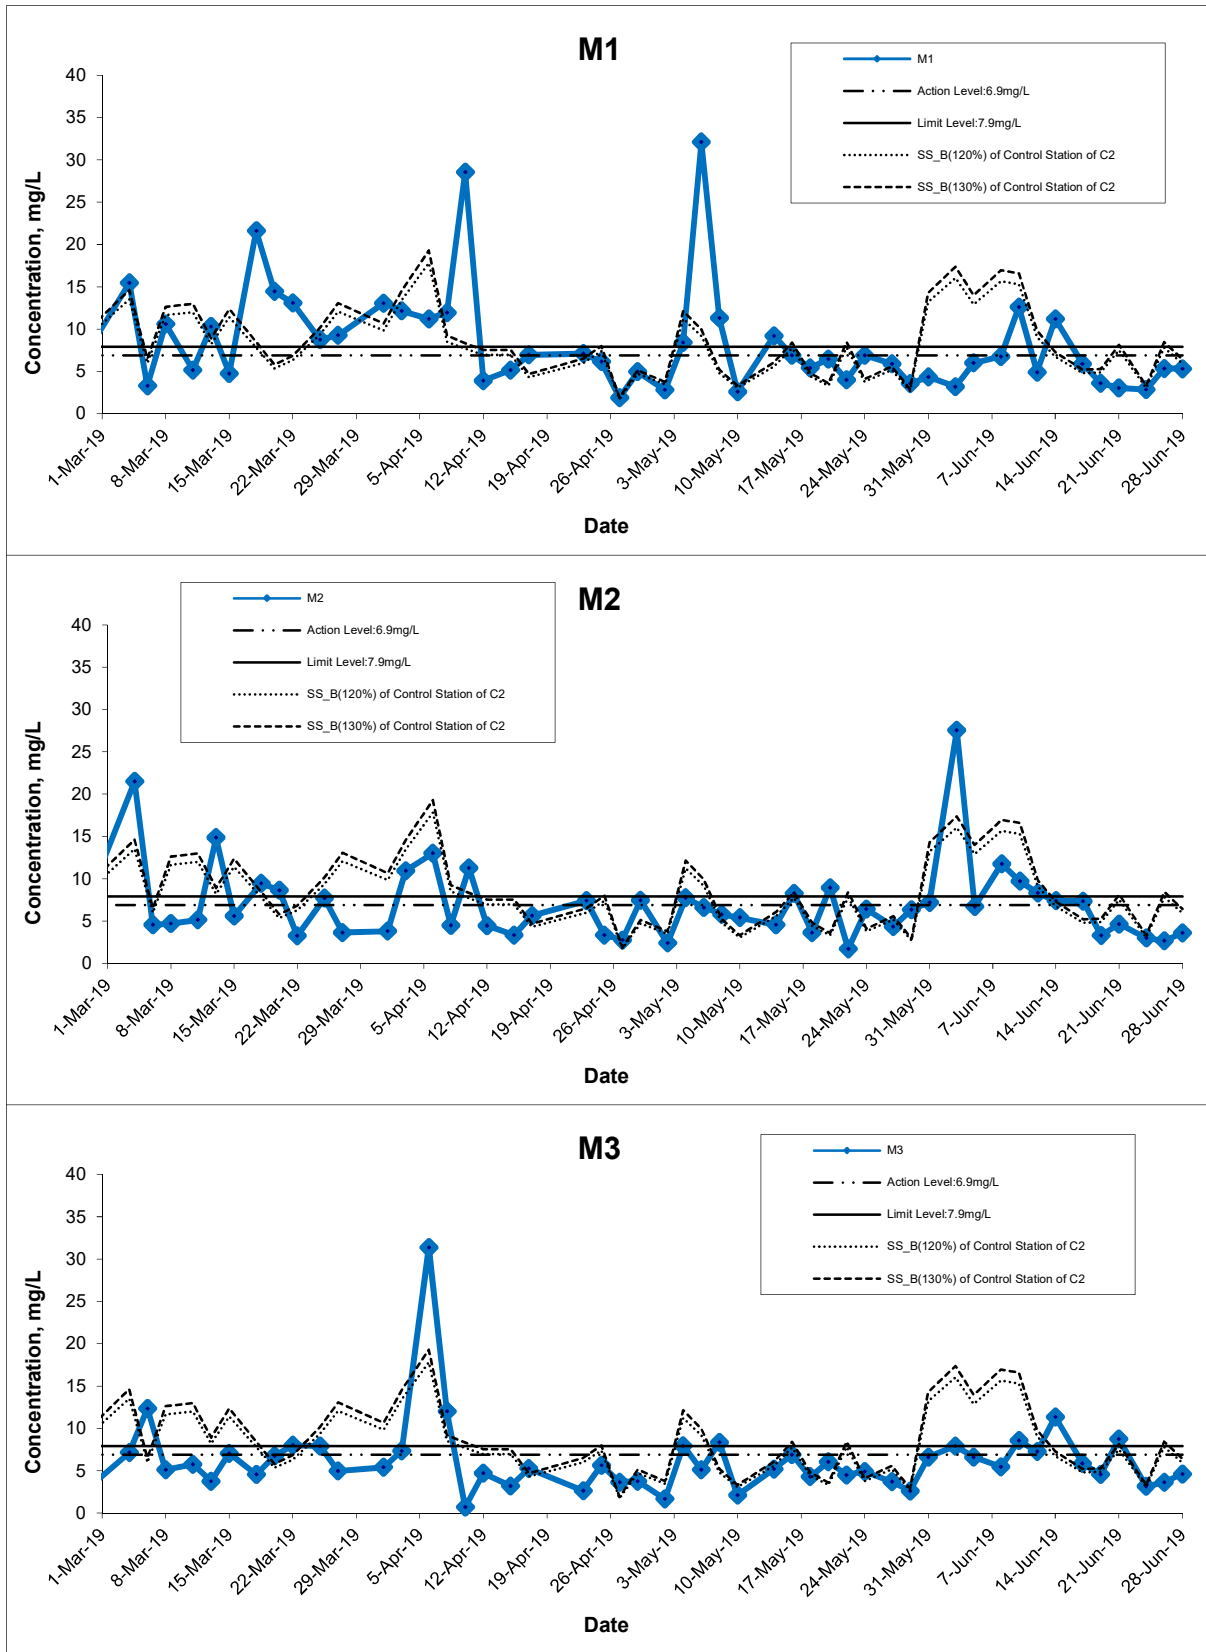 M1
M1
Action Level:6.9mg/L
Limit Level:7.9mg/L
SS_B(120%) of Control Station of C2
SS_B(130%) of Control Station of C2
Concentration, mg/L
40
35
30
25
20
15
10
5
0
1-Mar-19
8-Mar-19
15-Mar-19
22-Mar-19
29-Mar-19
5-Apr-19
12-Apr-19
19-Apr-19
26-Apr-19
3-May-19
10-May-19
17-May-19
24-May-19
31-May-19
7-Jun-19
14-Jun-19
21-Jun-19
28-Jun-19
Date
M2
M2
Action Level:6.9mg/L
Limit Level:7.9mg/L
SS_B(120%) of Control Station of C2
SS_B(130%) of Control Station of C2
Concentration, mg/L
40
35
30
25
20
15
10
5
0
1-Mar-19
8-Mar-19
15-Mar-19
22-Mar-19
29-Mar-19
5-Apr-19
12-Apr-19
19-Apr-19
26-Apr-19
3-May-19
10-May-19
17-May-19
24-May-19
31-May-19
7-Jun-19
14-Jun-19
21-Jun-19
28-Jun-19
Date
M3
M3
Action Level:6.9mg/L
Limit Level:7.9mg/L
SS_B(120%) of Control Station of C2
SS_B(130%) of Control Station of C2
Concentration, mg/L
40
35
30
25
20
15
10
5
0
1-Mar-19
8-Mar-19
15-Mar-19
22-Mar-19
29-Mar-19
5-Apr-19
12-Apr-19
19-Apr-19
26-Apr-19
3-May-19
10-May-19
17-May-19
24-May-19
31-May-19
7-Jun-19
14-Jun-19
21-Jun-19
28-Jun-19
Date